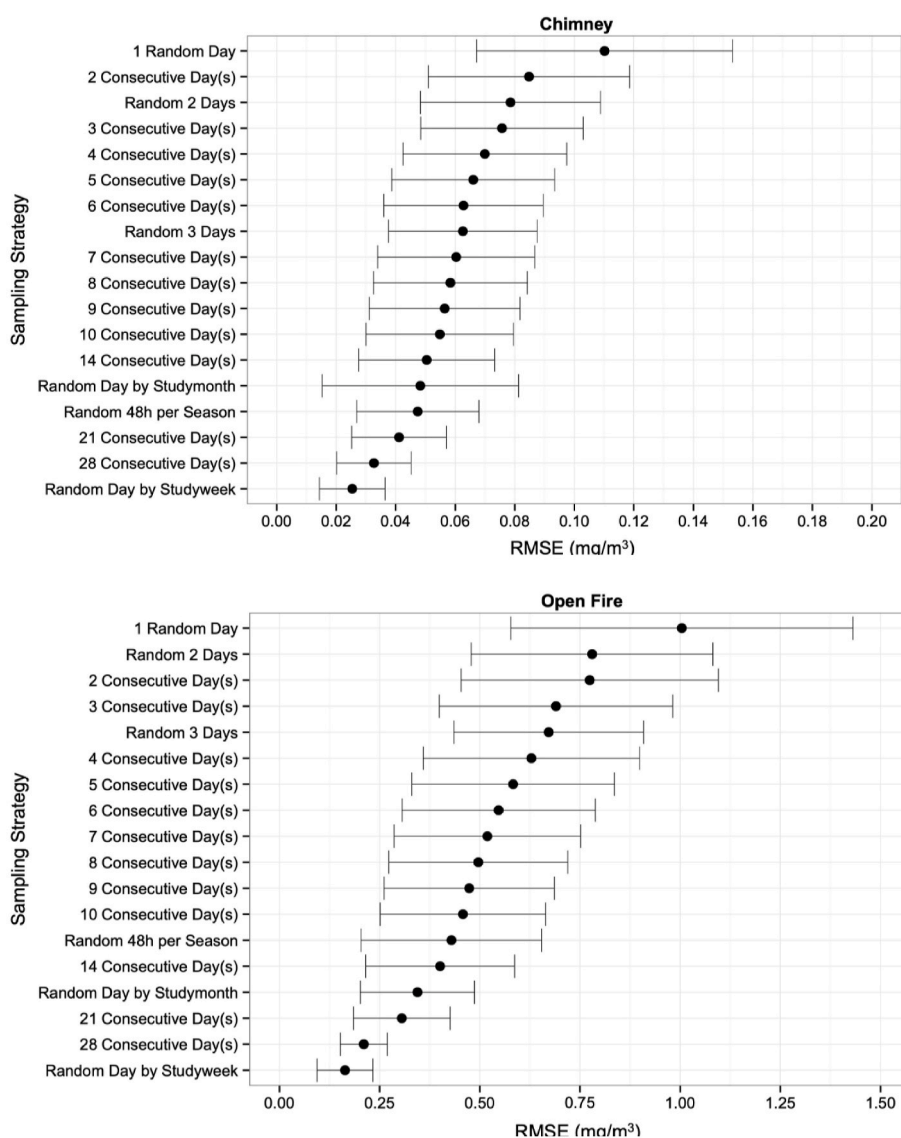 Chimney
1 Random Day
2 Consecutive Day(s)
Random 2 Days
3 Consecutive Day(s)
4 Consecutive Day(s)
5 Consecutive Day(s)
6 Consecutive Day(s)
Random 3 Days
7 Consecutive Day(s)
8 Consecutive Day(s)
9 Consecutive Day(s)
10 Consecutive Day(s)
14 Consecutive Day(s)
Random Day by Studymonth
Random 48h per Season
21 Consecutive Day(s)
28 Consecutive Day(s)
Random Day by Studyweek
Sampling Strategy
0.00 0.02 0.04 0.06 0.08 0.10 0.12 0.14 0.16 0.18 0.20
RMSE (mg/m³)
Open Fire
1 Random Day
Random 2 Days
2 Consecutive Day(s)
3 Consecutive Day(s)
Random 3 Days
4 Consecutive Day(s)
5 Consecutive Day(s)
6 Consecutive Day(s)
7 Consecutive Day(s)
8 Consecutive Day(s)
9 Consecutive Day(s)
10 Consecutive Day(s)
Random 48h per Season
14 Consecutive Day(s)
Random Day by Studymonth
21 Consecutive Day(s)
28 Consecutive Day(s)
Random Day by Studyweek
Sampling Strategy
0.00 0.25 0.50 0.75 1.00 1.25 1.50
RMSE (mg/m³)